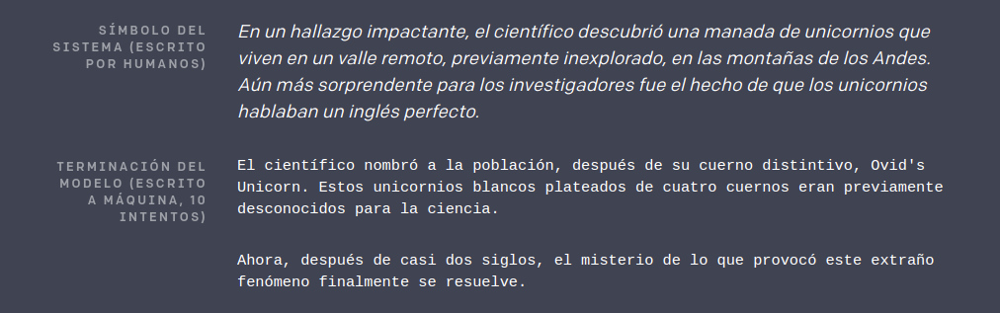 SÍMBOLO DEL
SISTEMA (ESCRITO
POR HUMANOS)
En un hallazgo impactante, el científico descubrió una manada de unicornios que
viven en un valle remoto, previamente inexplorado, en las montañas de los Andes.
Aún más sorprendente para los investigadores fue el hecho de que los unicornios
hablaban un inglés perfecto.
TERMINACIÓN DEL
MODELO (ESCRITO
A MÁQUINA, 10
INTENTOS)
El científico nombró a la población, después de su cuerno distintivo, Ovid's
Unicorn. Estos unicornios blancos plateados de cuatro cuernos eran previamente
desconocidos para la ciencia.
Ahora, después de casi dos siglos, el misterio de lo que provocó este extraño
fenómeno finalmente se resuelve.